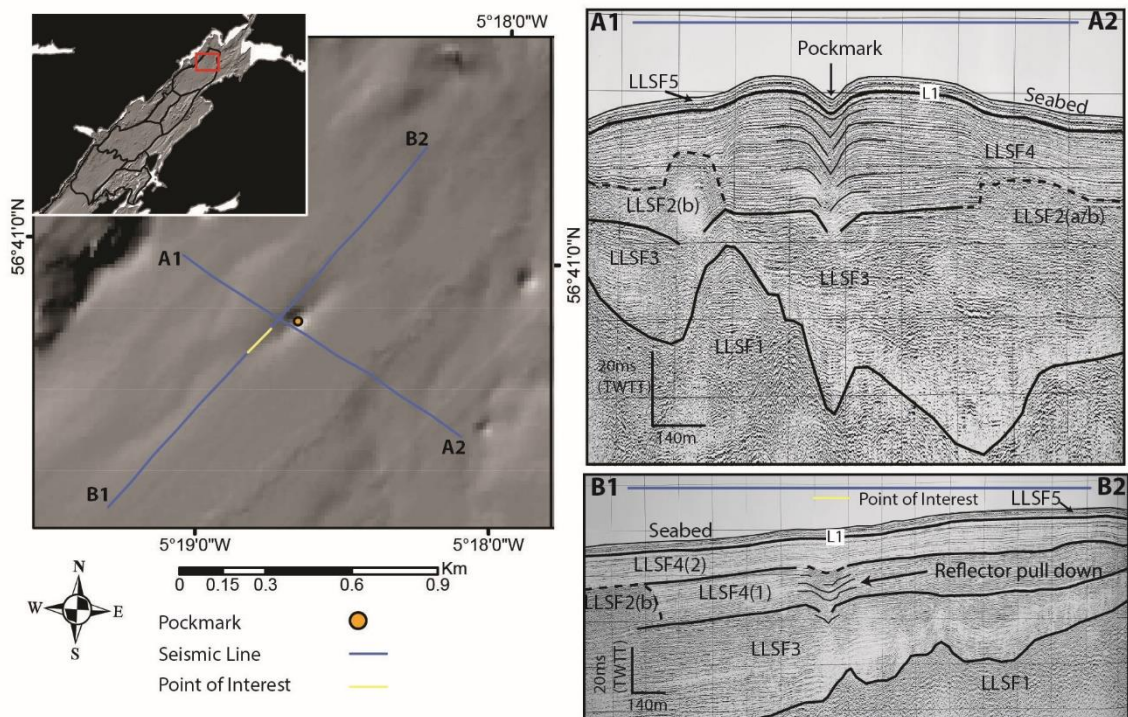 5°18'0"W
B2
56°41'0"N
A1
56°41'0"N
A2
B1
5°19'0"W
5°18'0"W
Km
0 0.15 0.3 0.6 0.9
N
W E
S
Pockmark
Seismic Line
Point of Interest
A1 A2
Pockmark
LLSF5
L1
Seabed
LLSF4
LLSF2(b)
LLSF2(a/b)
LLSF3
LLSF3
LLSF1
20ms
(TWTT)
140m
B1 B2
Point of Interest
LLSF5
Seabed
L1
LLSF4(2)
Reflector pull down
LLSF2(b)
LLSF4(1)
LLSF3
20ms
(TWTT)
LLSF1
140m